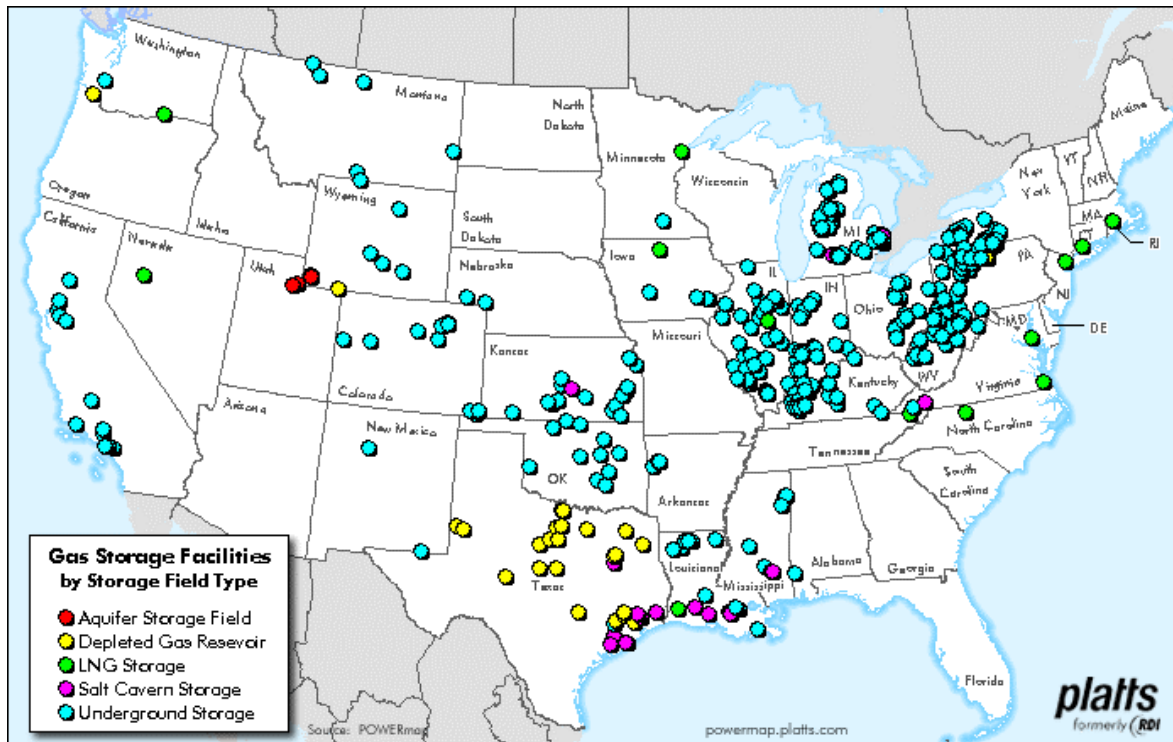 Washington
Montana
North
Dakota
Minnesota
Maine
VT
New
York
NH
Wisconsin
Oregon
Idaho
Wyoming
South
Dakota
MI
MA
CT
RI
California
Nevada
Utah
Nebraska
Iowa
IL
IN
Ohio
PA
NJ
MD
DE
Missouri
Colorado
Kansas
Kentucky
WV
Virginia
Arizona
New Mexico
OK
Tennessee
North Carolina
Arkansas
South
Carolina
Texas
Louisiana
Mississippi
Alabama
Georgia
Florida
Gas Storage Facilities
by Storage Field Type
Aquifer Storage Field
Depleted Gas Reservoir
LNG Storage
Salt Cavern Storage
Underground Storage
Source: POWERmap
powermap.platts.com
platts
formerly RDI